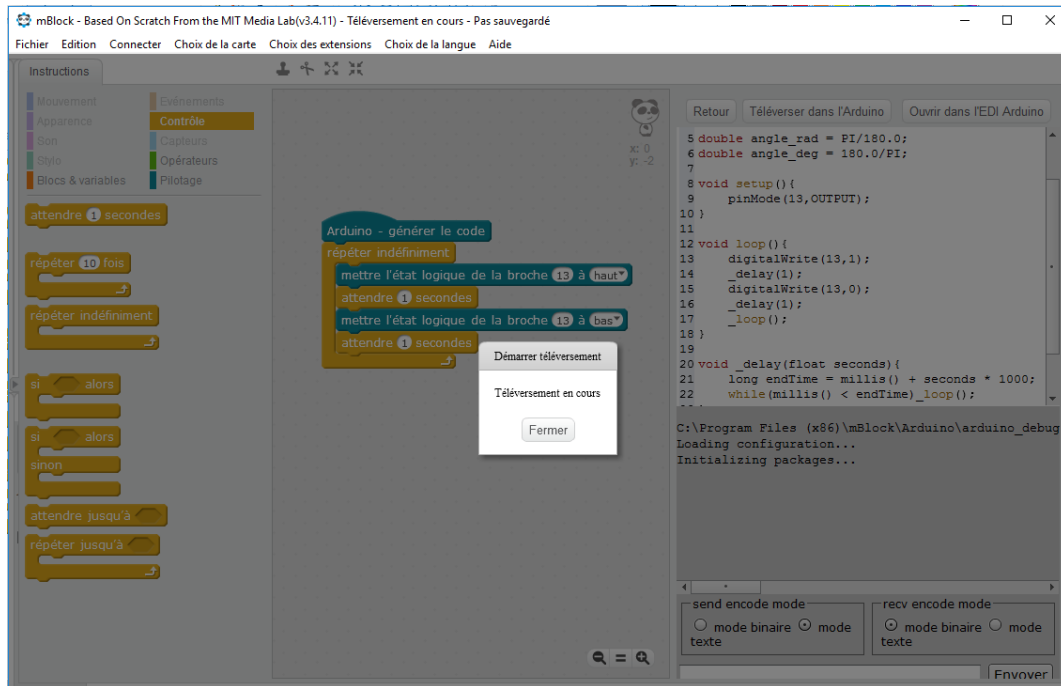 mBlock - Based On Scratch From the MIT Media Lab(v3.4.11) - Téléversement en cours - Pas sauvegardé
Fichier Edition Connecter Choix de la carte Choix des extensions Choix de la langue Aide
Instructions
Mouvement
Apparence
Son
Stylo
Blocs & variables
Evénements
Contrôle
Capteurs
Opérateurs
Pilotage
attendre 1 secondes
répéter 10 fois
répéter indéfiniment
si alors
si alors
sinon
attendre jusqu'à
répéter jusqu'à
x: 0
y: -2
Arduino - générer le code
répéter indéfiniment
mettre l'état logique de la broche 13 à haut
attendre 1 secondes
mettre l'état logique de la broche 13 à bas
attendre 1 secondes
Démarrer téléversement
Téléversement en cours
Fermer
Retour Téléverser dans l'Arduino Ouvrir dans l'EDI Arduino
5 double angle_rad = PI/180.0;
6 double angle_deg = 180.0/PI;
7
8 void setup(){
9 pinMode(13,OUTPUT);
10 }
11
12 void loop(){
13 digitalWrite(13,1);
14 _delay(1);
15 digitalWrite(13,0);
16 _delay(1);
17 _loop();
18 }
19
20 void _delay(float seconds){
21 long endTime = millis() + seconds * 1000;
22 while(millis() < endTime)_loop();
C:\Program Files (x86)\mBlock\Arduino\arduino_debug
Loading configuration...
Initializing packages...
send encode mode
mode binaire mode
texte
recv encode mode
mode binaire mode
texte
Envoyer